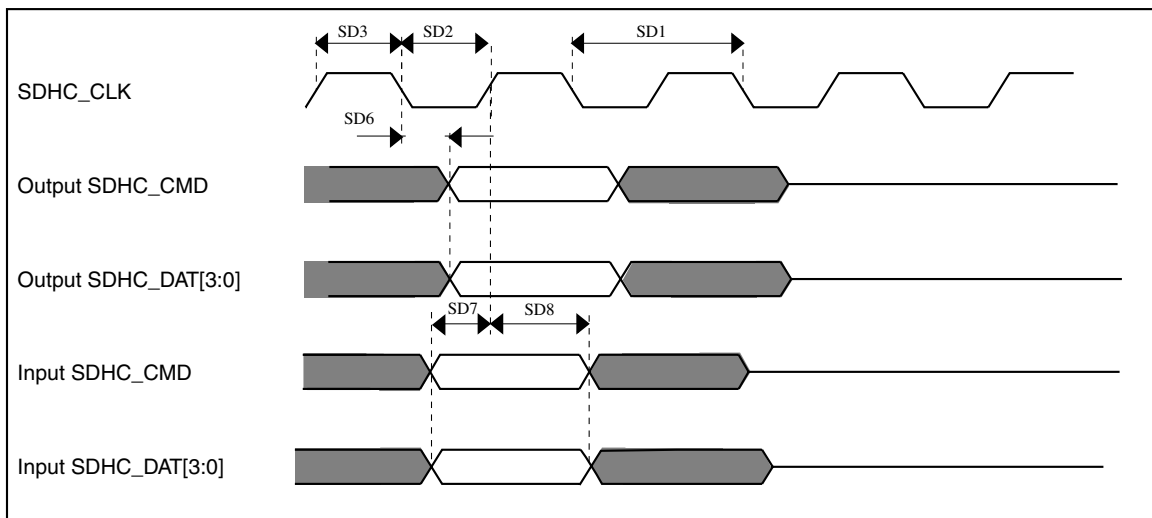 SD3
SD2
SD1
SDHC_CLK
SD6
Output SDHC_CMD
Output SDHC_DAT[3:0]
SD7
SD8
Input SDHC_CMD
Input SDHC_DAT[3:0]